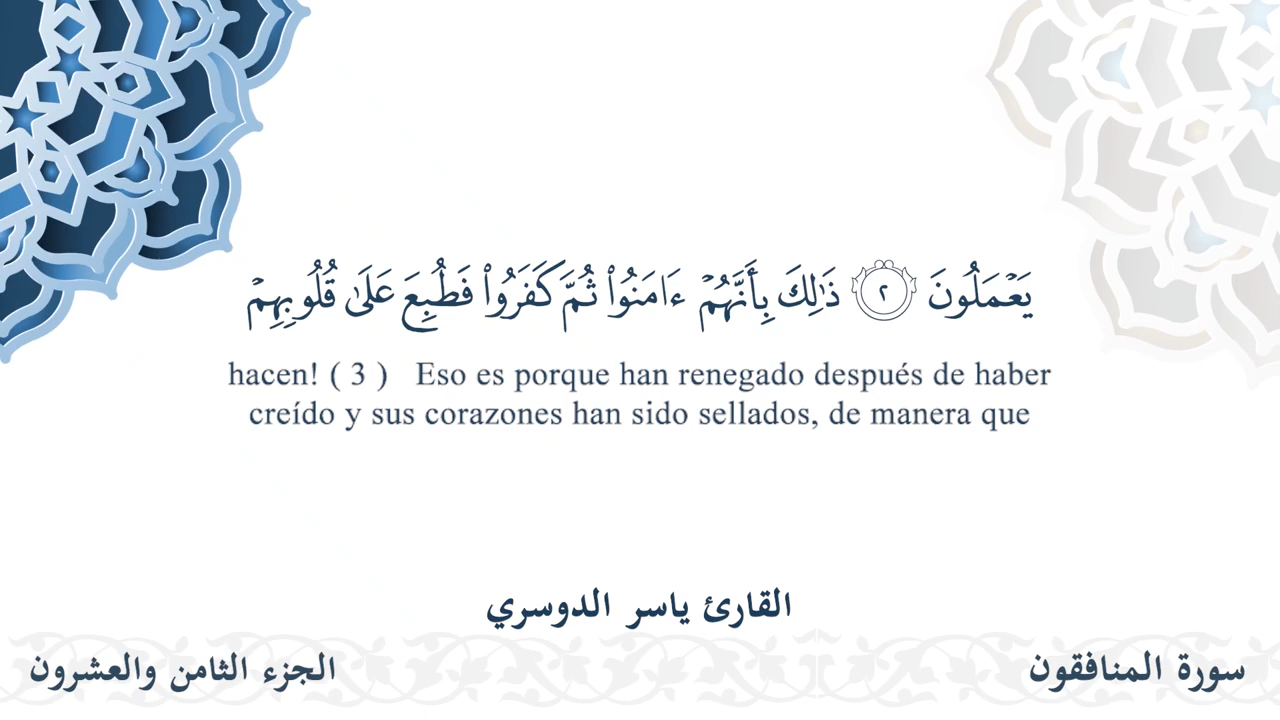 يَعْمَلُونَ ٢ ذَٰلِكَ بِأَنَّهُمْ ءَامَنُوا۟ ثُمَّ كَفَرُوا۟ فَطُبِعَ عَلَىٰ قُلُوبِهِمْ
hacen! ( 3 ) Eso es porque han renegado después de haber
creído y sus corazones han sido sellados, de manera que
القارئ ياسر الدوسري
سورة المنافقون
الجزء الثامن والعشرون